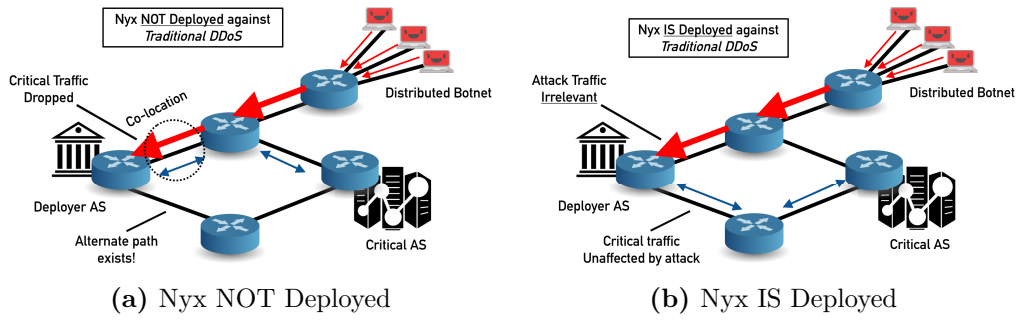 Nyx NOT Deployed against
Traditional DDoS
Critical Traffic
Dropped
Co-location
Distributed Botnet
Deployer AS
Alternate path
exists!
Critical AS
(a) Nyx NOT Deployed
Nyx IS Deployed against
Traditional DDoS
Attack Traffic
Irrelevant
Distributed Botnet
Deployer AS
Critical traffic
Unaffected by attack
Critical AS
(b) Nyx IS Deployed